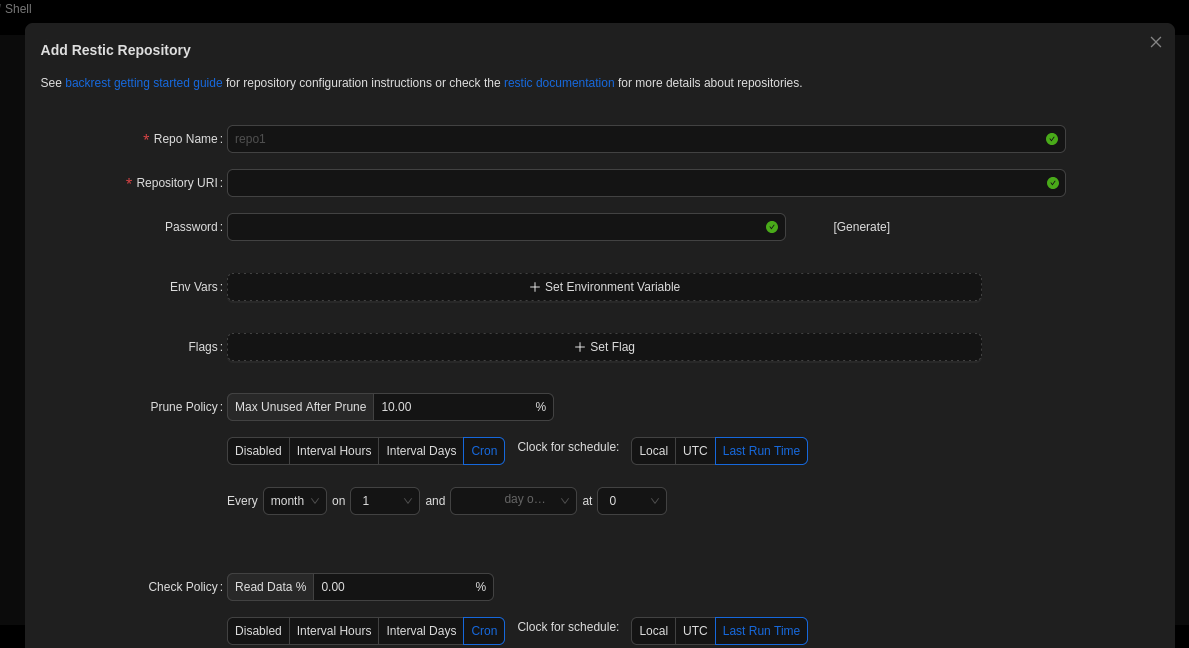 / Shell
Add Restic Repository
See backrest getting started guide for repository configuration instructions or check the restic documentation for more details about repositories.
* Repo Name : repo1
* Repository URI :
Password : [Generate]
Env Vars : + Set Environment Variable
Flags : + Set Flag
Prune Policy : Max Unused After Prune 10.00 %
Disabled Interval Hours Interval Days Cron Clock for schedule: Local UTC Last Run Time
Every month on 1 and day o... at 0
Check Policy : Read Data % 0.00 %
Disabled Interval Hours Interval Days Cron Clock for schedule: Local UTC Last Run Time